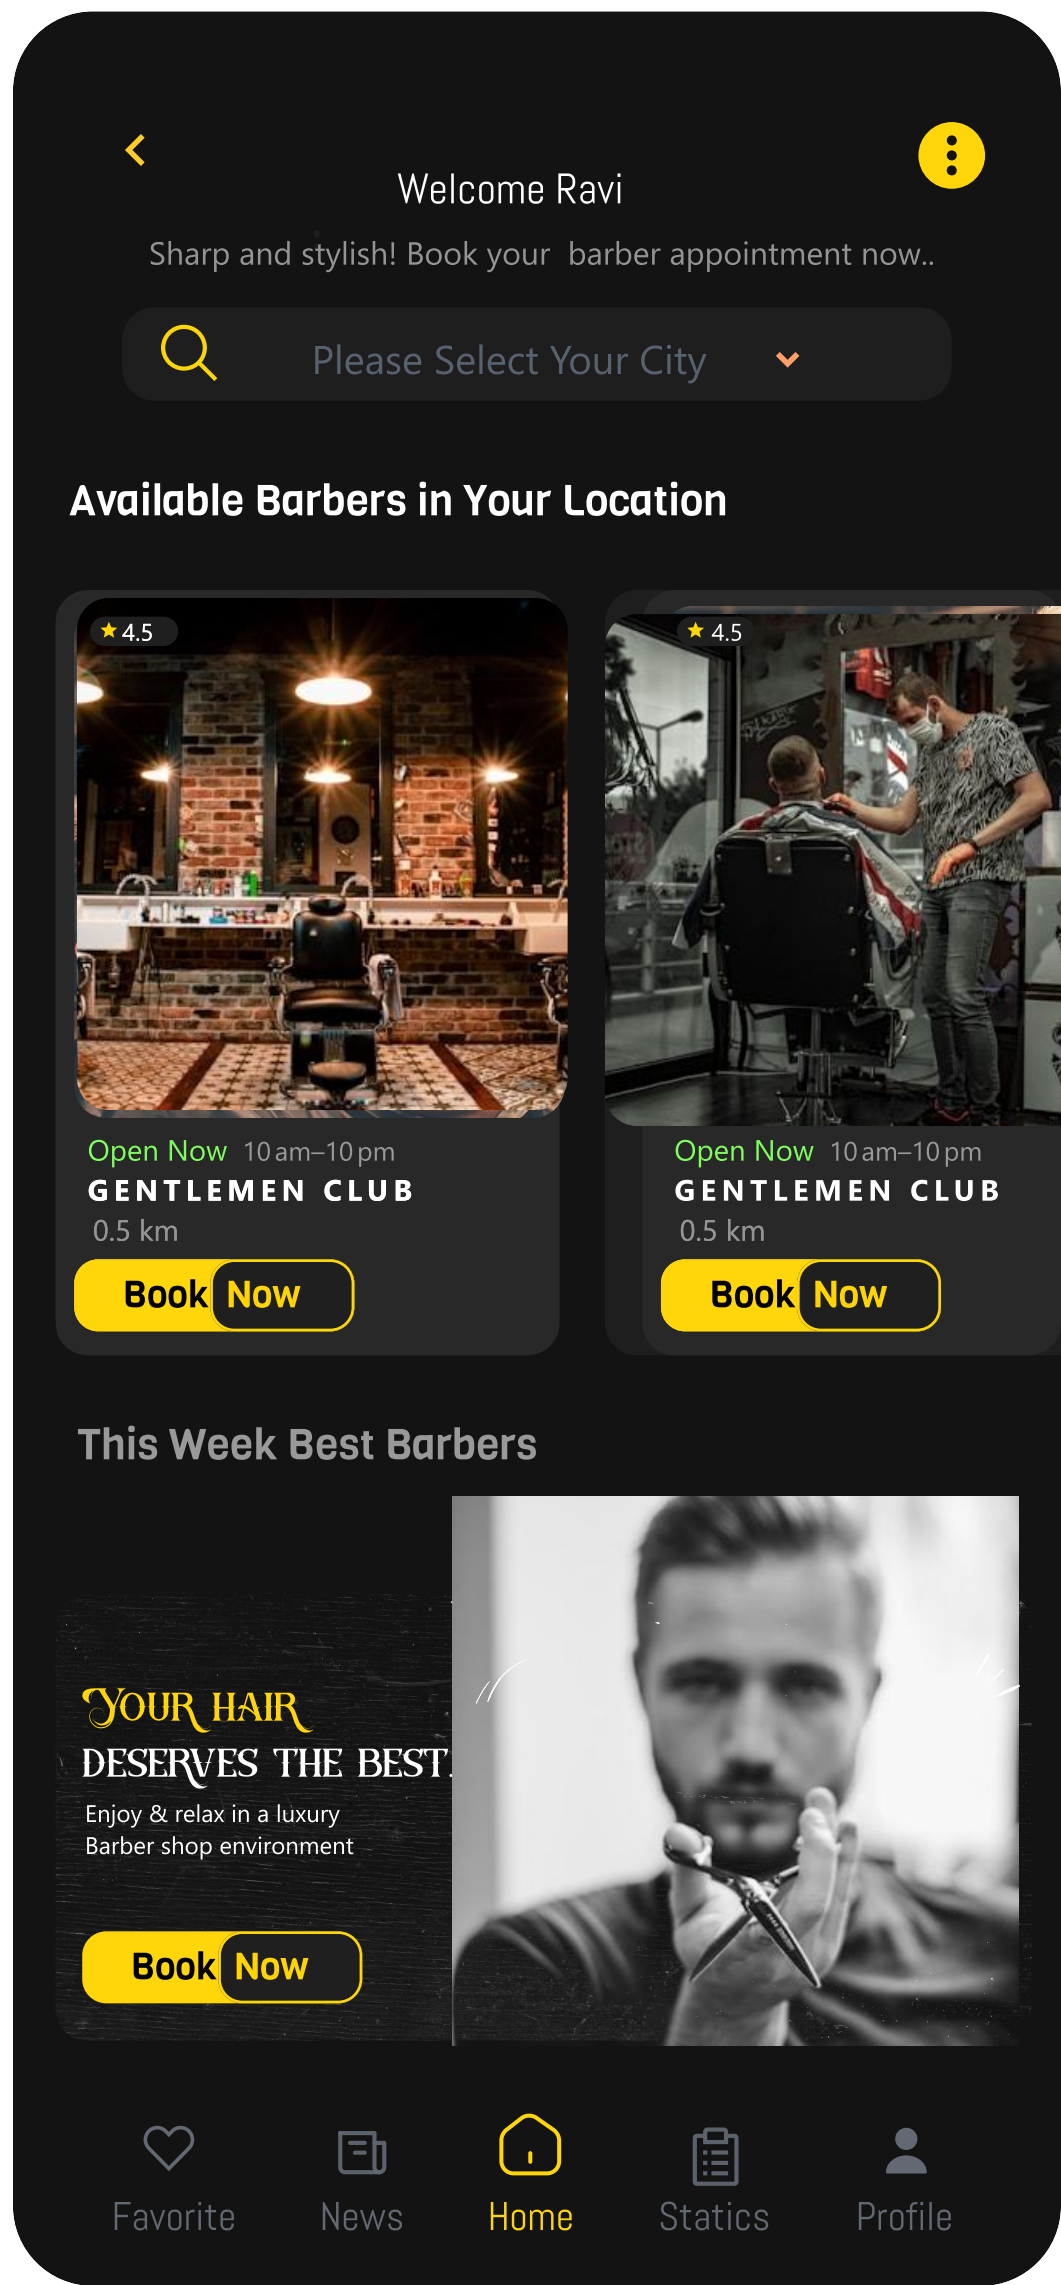 Welcome Ravi
Sharp and stylish! Book your barber appointment now..
Please Select Your City
Available Barbers in Your Location
4.5
Open Now 10 am–10 pm
GENTLEMEN CLUB
0.5 km
Book Now
4.5
Open Now 10 am–10 pm
GENTLEMEN CLUB
0.5 km
Book Now
This Week Best Barbers
YOUR HAIR
DESERVES THE BEST.
Enjoy & relax in a luxury
Barber shop environment
Book Now
Favorite News Home Statics Profile